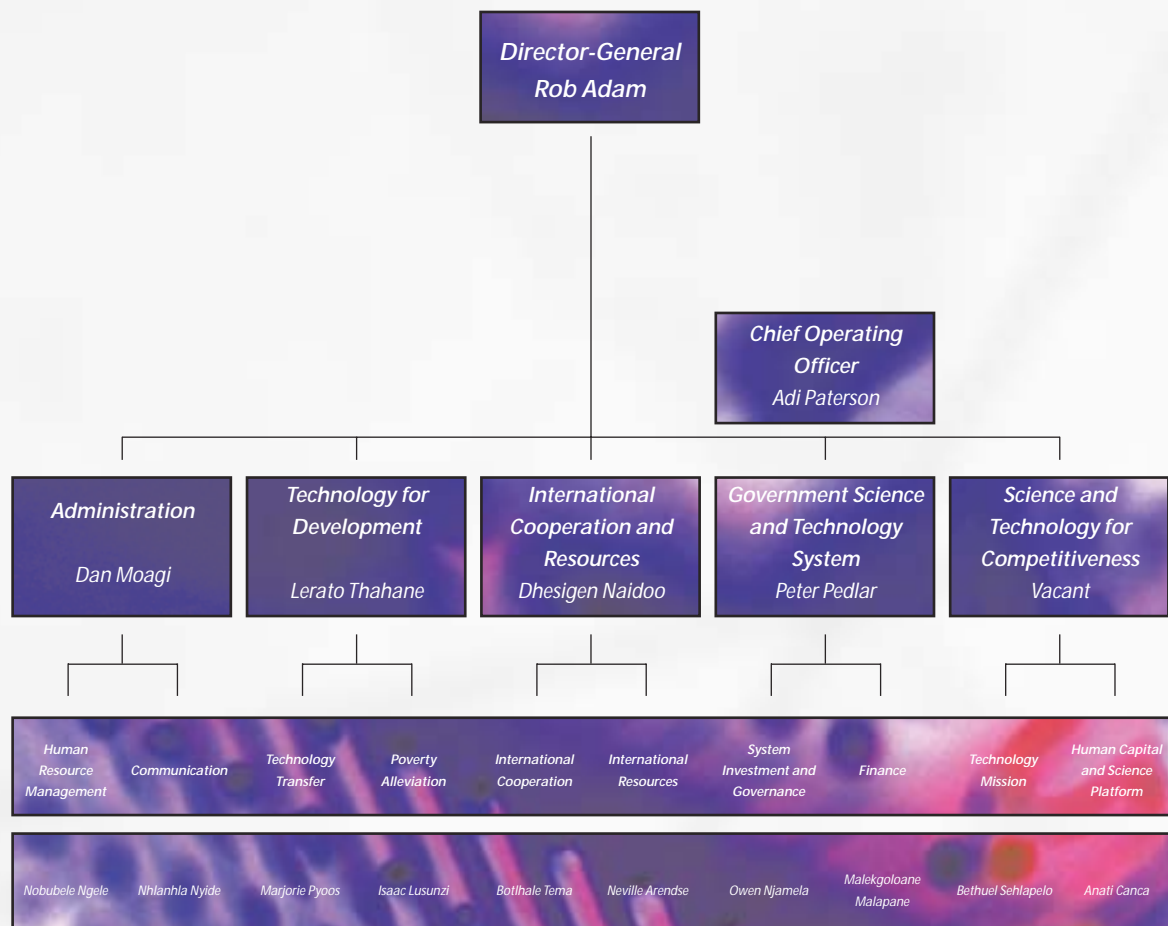 Director-General
Rob Adam
Chief Operating
Officer
Adi Paterson
Administration
Dan Moagi
Technology for
Development
Lerato Thahane
International
Cooperation and
Resources
Dhesigen Naidoo
Government Science
and Technology
System
Peter Pedlar
Science and
Technology for
Competitiveness
Vacant
Human
Resource
Management
Communication
Technology
Transfer
Poverty
Alleviation
International
Cooperation
International
Resources
System
Investment and
Governance
Finance
Technology
Mission
Human Capital
and Science
Platform
Nobubele Ngele
Nhlanhla Nyide
Marjorie Pyoos
Isaac Lusunzi
Botlhale Tema
Neville Arendse
Owen Njamela
Malekgoloane
Malapane
Bethuel Sehlapelo
Anati Canca